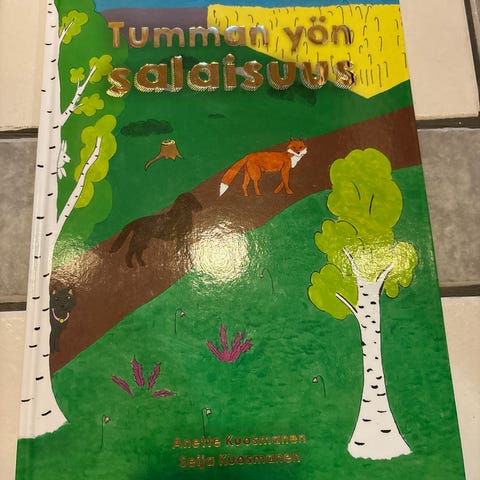 Tumman yön
salaisuus
Anette Kuosmanen
Seija Kuosmanen